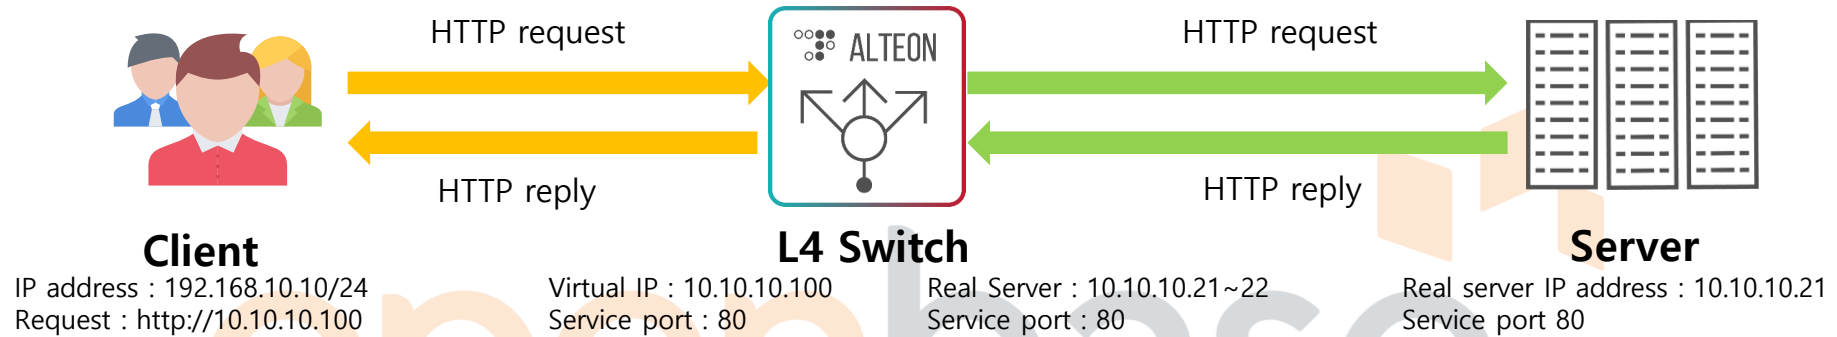 HTTP request
HTTP request
ALTEON
HTTP reply
HTTP reply
Client
L4 Switch
Server
IP address : 192.168.10.10/24
Request : http://10.10.10.100
Virtual IP : 10.10.10.100
Service port : 80
Real Server : 10.10.10.21~22
Service port : 80
Real server IP address : 10.10.10.21
Service port 80